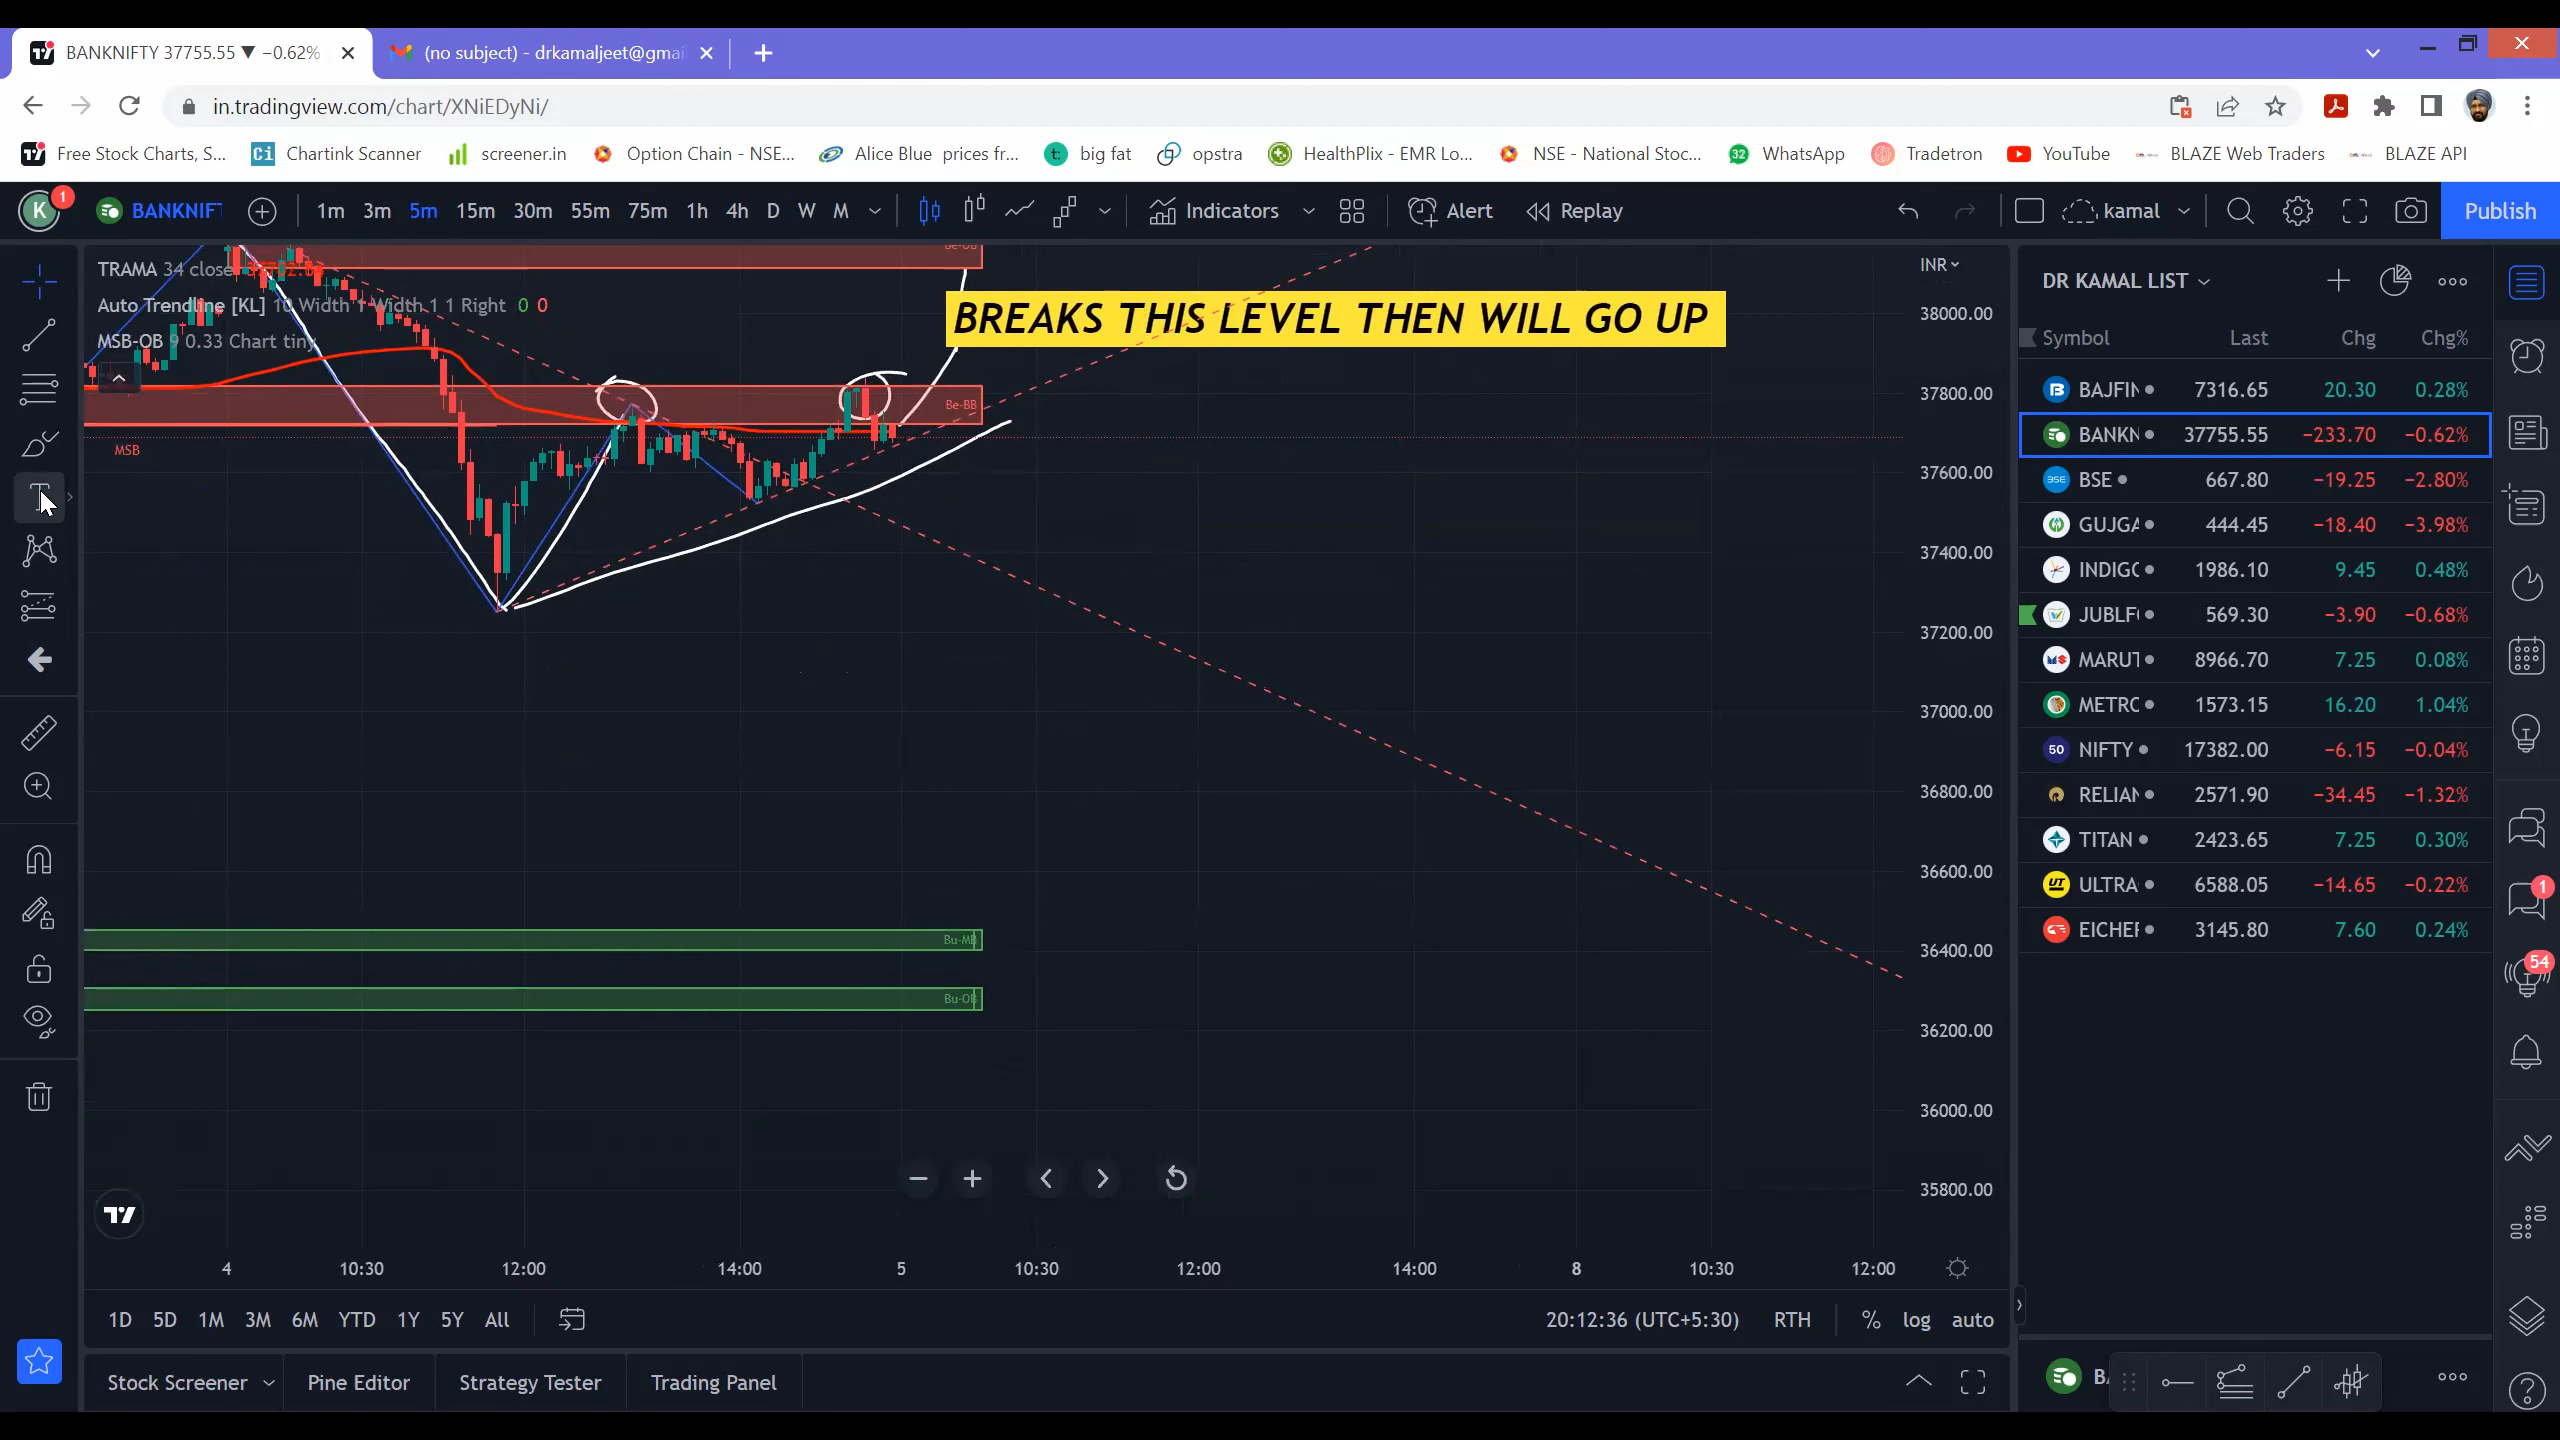 BANKNIFTY 37755.55 ▼ −0.62%
(no subject) - drkamaljeet@gmai
in.tradingview.com/chart/XNiEDyNi/
Free Stock Charts, S...
Chartink Scanner
screener.in
Option Chain - NSE...
Alice Blue prices fr...
big fat
opstra
HealthPlix - EMR Lo...
NSE - National Stoc...
32
WhatsApp
Tradetron
YouTube
BLAZE Web Traders
BLAZE API
K 1
BANKNIFT
1m 3m 5m 15m 30m 55m 75m 1h 4h D W M
Indicators
Alert
Replay
kamal
Publish
TRAMA 34 close
Auto Trendline [KL] 10 Width 1 Width 1 1 Right 0 0
MSB-OB 9 0.33 Chart tiny
BREAKS THIS LEVEL THEN WILL GO UP
Be-BB
MSB
Bu-MB
Bu-OB
INR
38000.00
37800.00
37600.00
37400.00
37200.00
37000.00
36800.00
36600.00
36400.00
36200.00
36000.00
35800.00
4 10:30 12:00 14:00 5 10:30 12:00 14:00 8 10:30 12:00
1D 5D 1M 3M 6M YTD 1Y 5Y All
20:12:36 (UTC+5:30) RTH % log auto
Stock Screener
Pine Editor
Strategy Tester
Trading Panel
DR KAMAL LIST
Symbol Last Chg Chg%
BAJFIN 7316.65 20.30 0.28%
BANKN 37755.55 −233.70 −0.62%
BSE 667.80 −19.25 −2.80%
GUJGA 444.45 −18.40 −3.98%
INDIGO 1986.10 9.45 0.48%
JUBLF 569.30 −3.90 −0.68%
MARUT 8966.70 7.25 0.08%
METRO 1573.15 16.20 1.04%
50 NIFTY 17382.00 −6.15 −0.04%
RELIAN 2571.90 −34.45 −1.32%
TITAN 2423.65 7.25 0.30%
ULTRA 6588.05 −14.65 −0.22%
EICHER 3145.80 7.60 0.24%
1
54